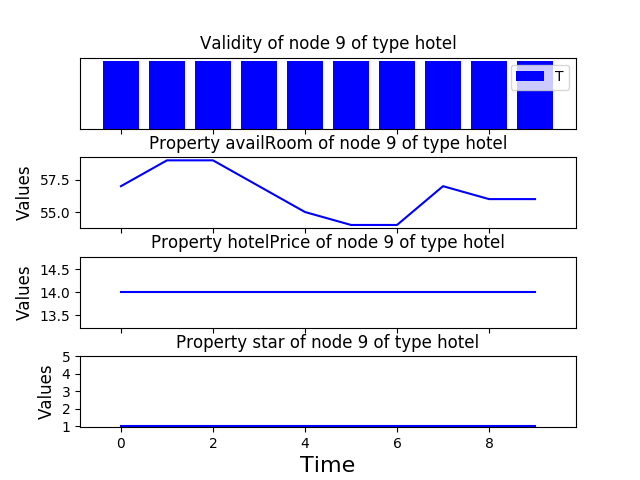 Validity of node 9 of type hotel
T
Property availRoom of node 9 of type hotel
57.5
55.0
Values
Property hotelPrice of node 9 of type hotel
14.5
14.0
13.5
Values
Property star of node 9 of type hotel
5
4
3
2
1
Values
0 2 4 6 8
Time